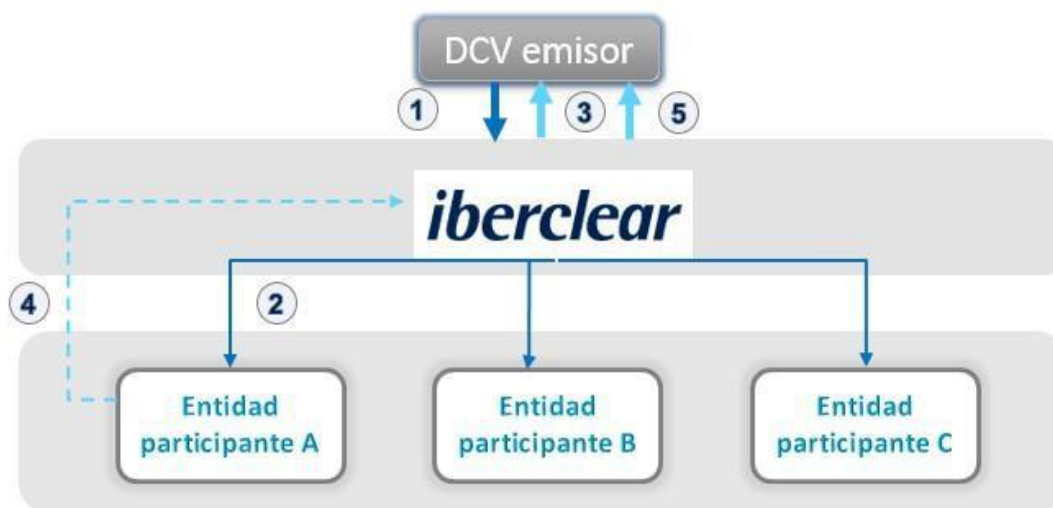 DCV emisor
1
3
5
iberclear
4
2
Entidad
participante A
Entidad
participante B
Entidad
participante C